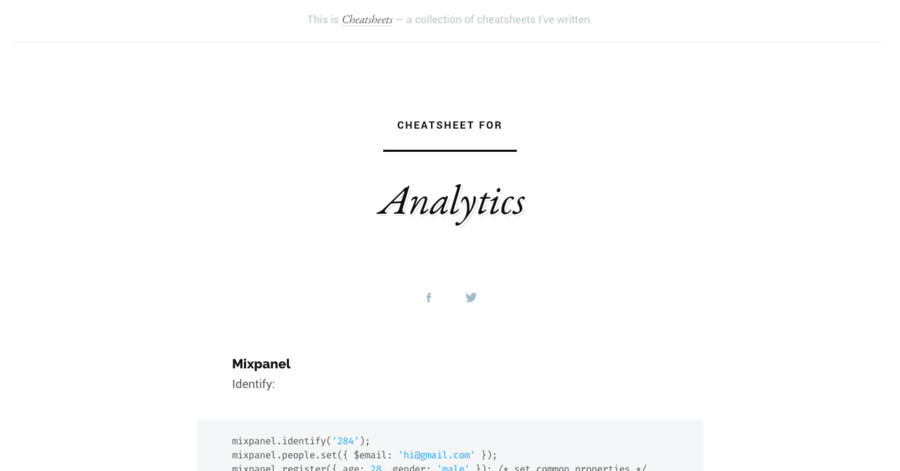 This is Cheatsheets — a collection of cheatsheets I've written.
CHEATSHEET FOR
Analytics
Mixpanel
Identify:
mixpanel.identify('284');
mixpanel.people.set({ $email: 'hi@gmail.com' });
mixpanel.register({ age: 28, gender: 'male' }); /* set common properties */